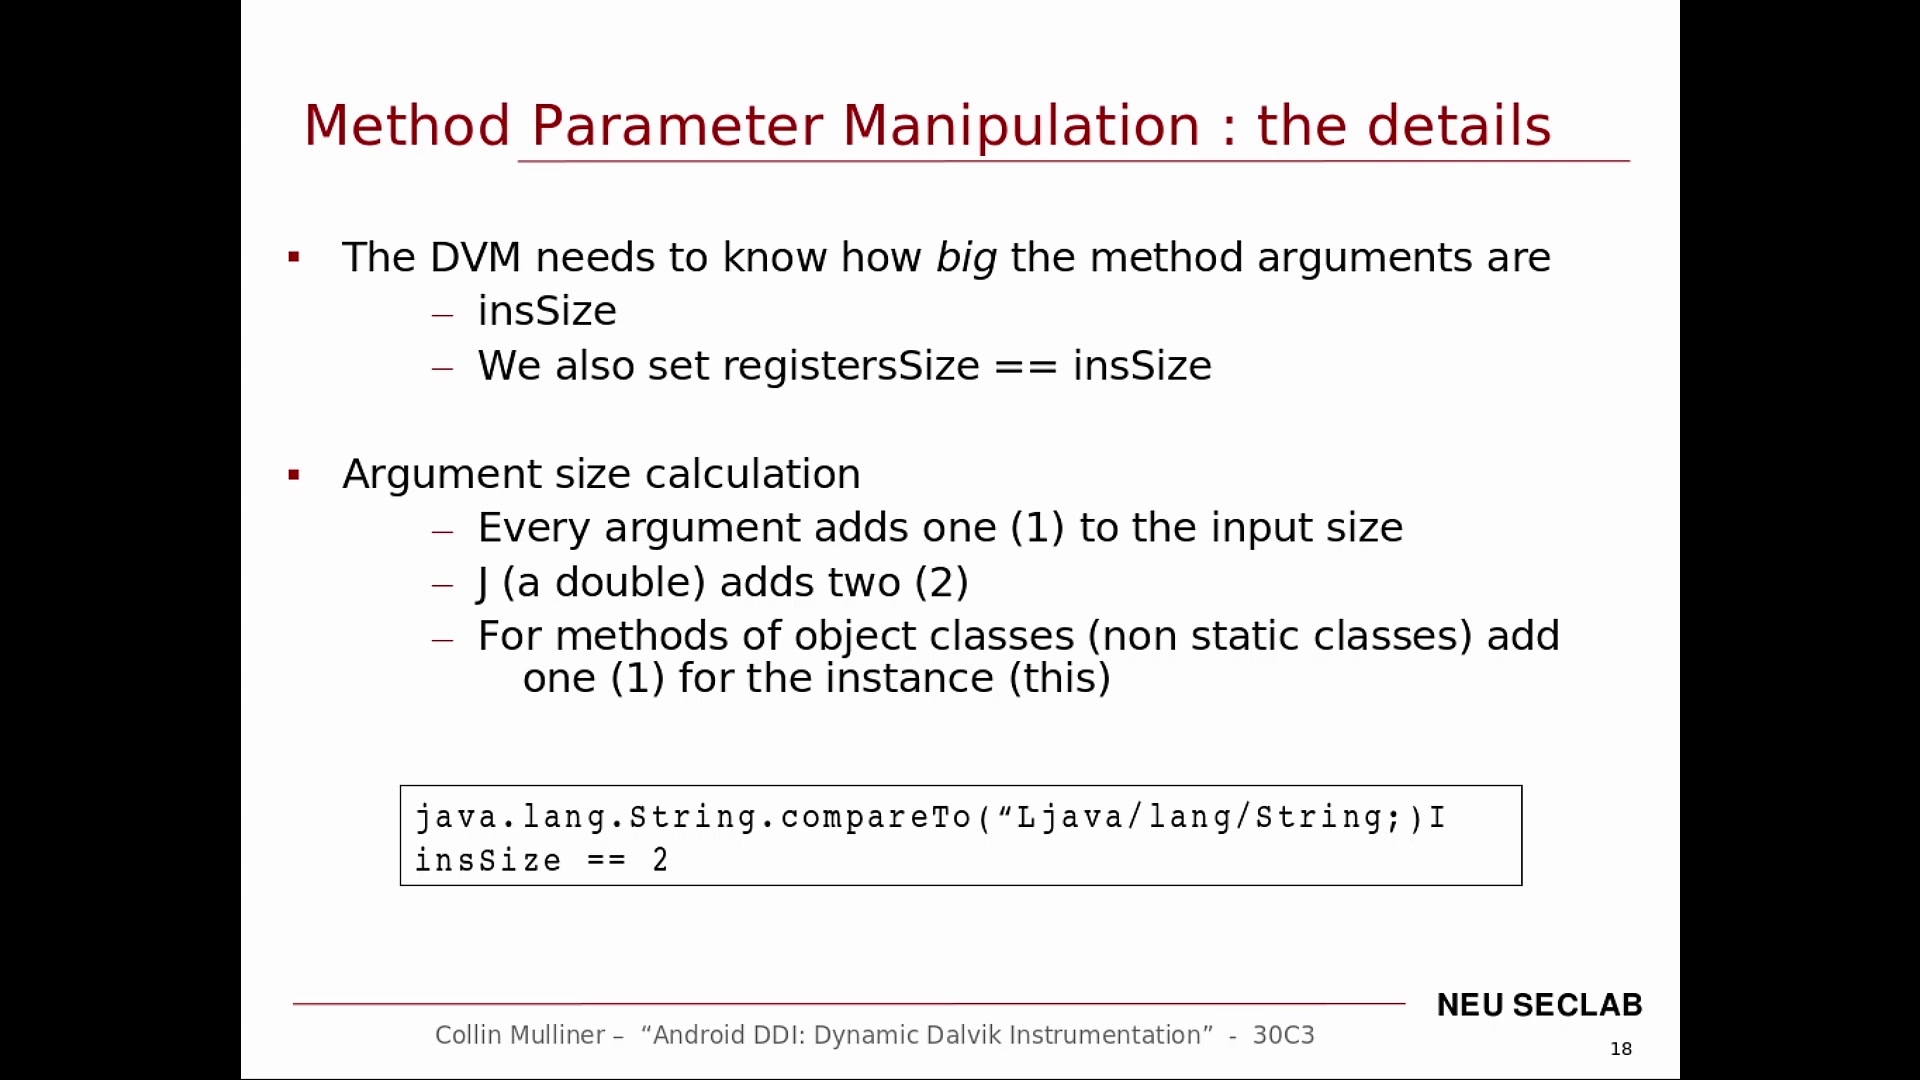 Method Parameter Manipulation : the details
▪ The DVM needs to know how big the method arguments are
– insSize
– We also set registersSize == insSize
▪ Argument size calculation
– Every argument adds one (1) to the input size
– J (a double) adds two (2)
– For methods of object classes (non static classes) add
one (1) for the instance (this)
java.lang.String.compareTo(“Ljava/lang/String;)I
insSize == 2
NEU SECLAB
Collin Mulliner – “Android DDI: Dynamic Dalvik Instrumentation” - 30C3
18